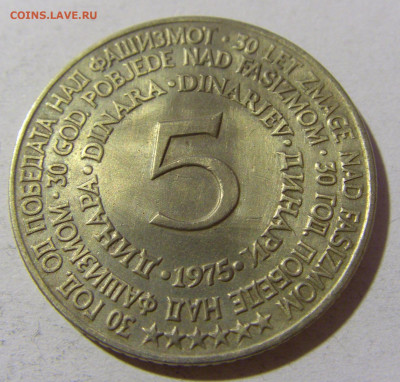 COINS.LAVE.RU
30 ГОД. ОД ПОБЕДАТА НАД ФАШИЗМОТ · 30 LET ZMAGE NAD FAŠIZMOM
· 30 GOD. POBJEDE NAD FAŠIZMOM · 30 ГОД. ПОБЕДЕ НАД ФАШИЗМОМ
ДИНАРА · DINARA · DINARJEV · ДИНАРИ
· 1975 ·
5